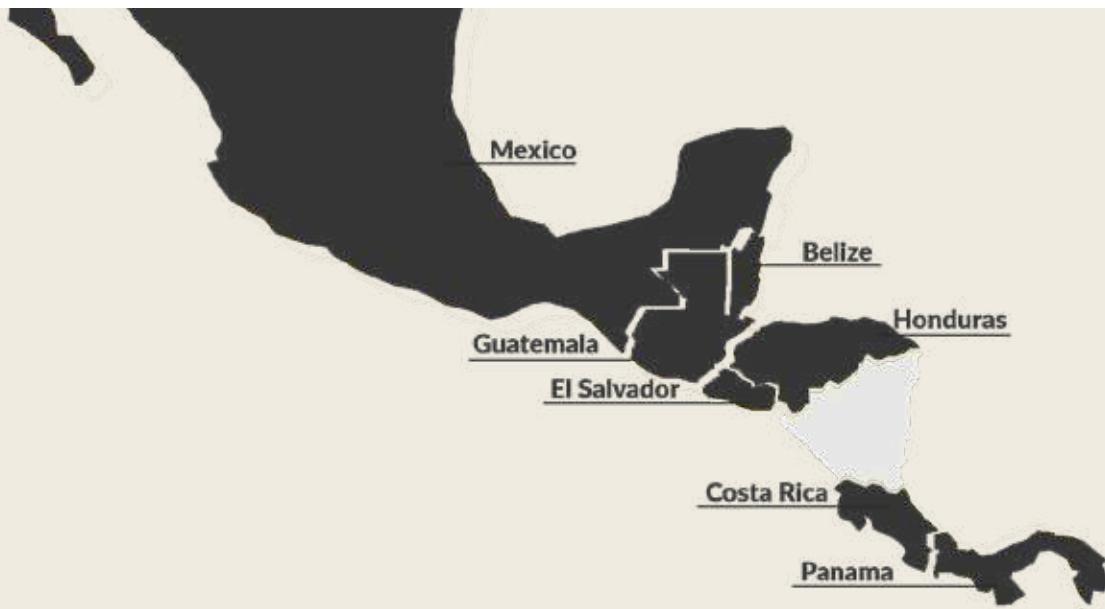 Mexico
Belize
Honduras
Guatemala
El Salvador
Costa Rica
Panama